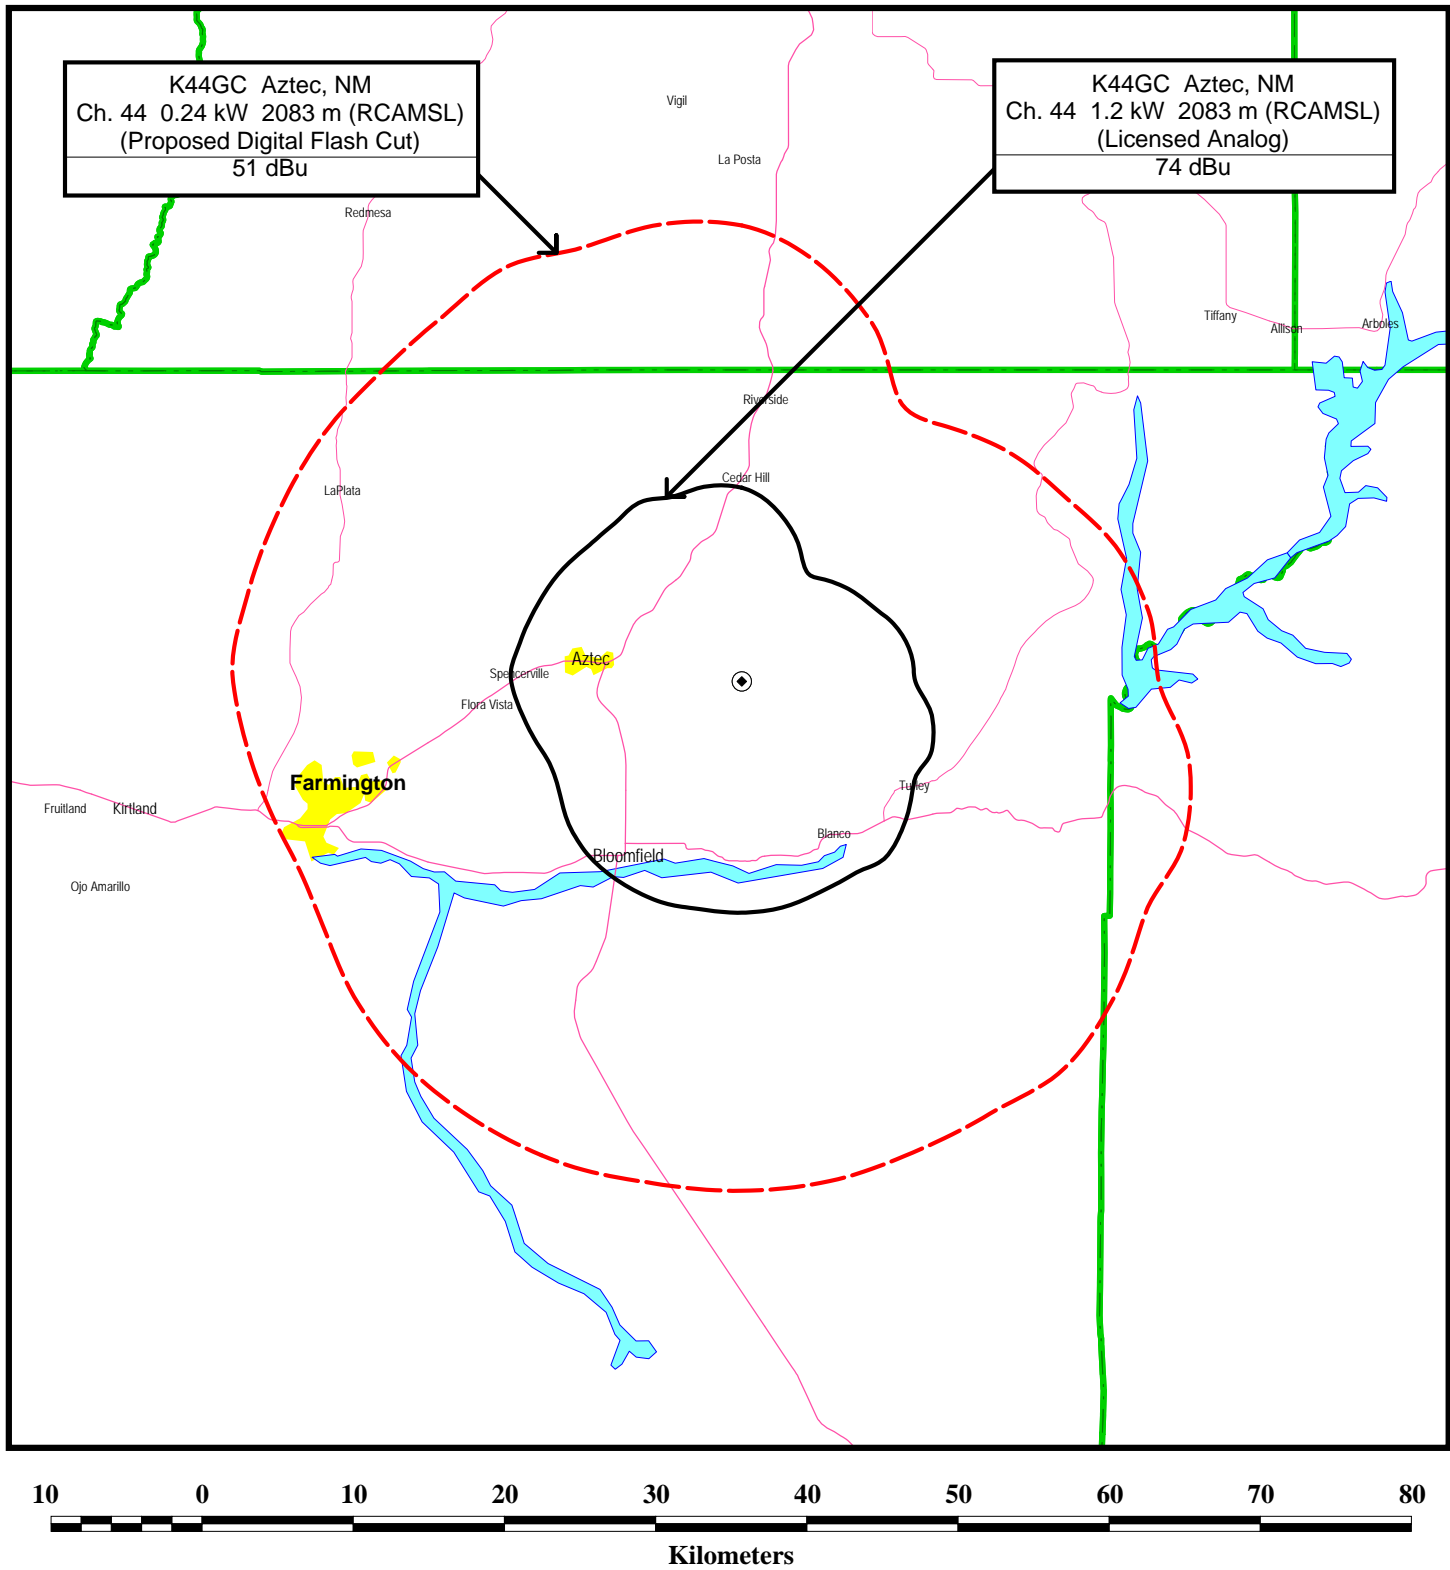 K44GC Aztec, NM
Ch. 44 0.24 kW 2083 m (RCAMSL)
(Proposed Digital Flash Cut)
51 dBu
K44GC Aztec, NM
Ch. 44 1.2 kW 2083 m (RCAMSL)
(Licensed Analog)
74 dBu
Vigil
La Posta
Redmesa
Tiffany
Allison
Arboles
Riverside
Cedar Hill
LaPlata
Aztec
Spencerville
Flora Vista
Farmington
Turley
Fruitland
Kirtland
Blanco
Bloomfield
Ojo Amarillo
10 0 10 20 30 40 50 60 70 80
Kilometers